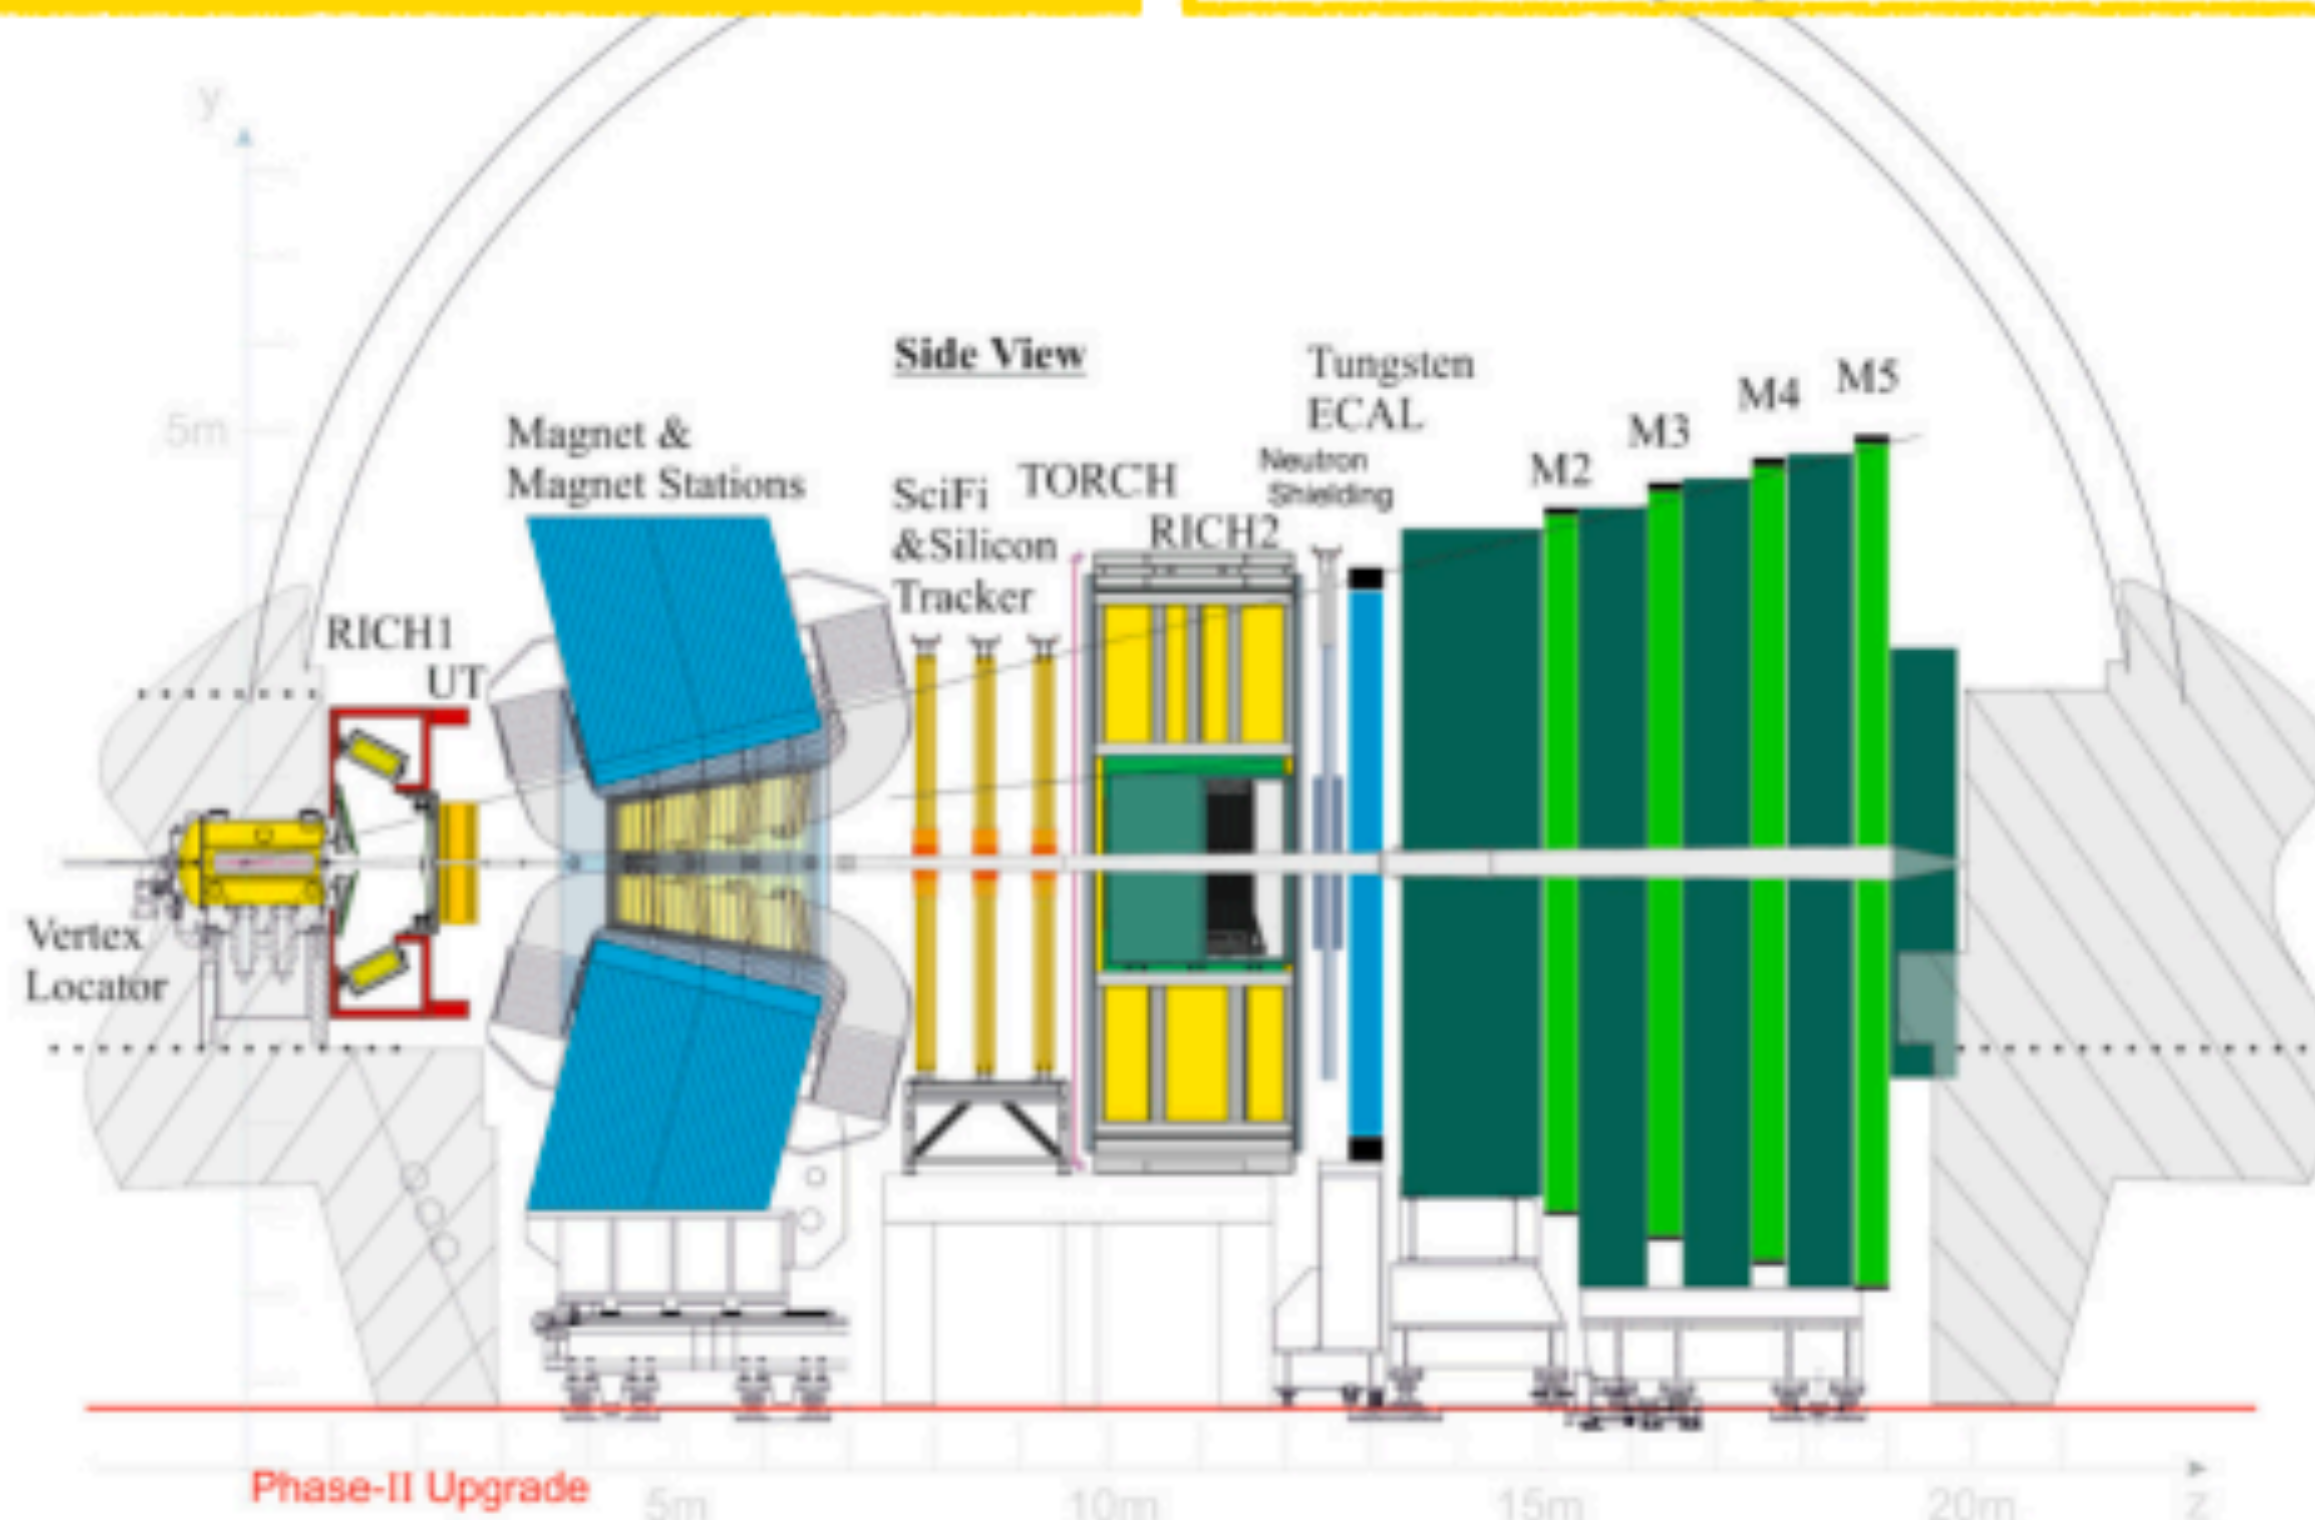 y
5m
Side View
Magnet &
Magnet Stations
SciFi
&Silicon
Tracker
TORCH
RICH2
Tungsten
ECAL
Neutron
Shielding
M2
M3
M4
M5
RICH1
UT
Vertex
Locator
Phase-II Upgrade
5m
10m
15m
20m
z